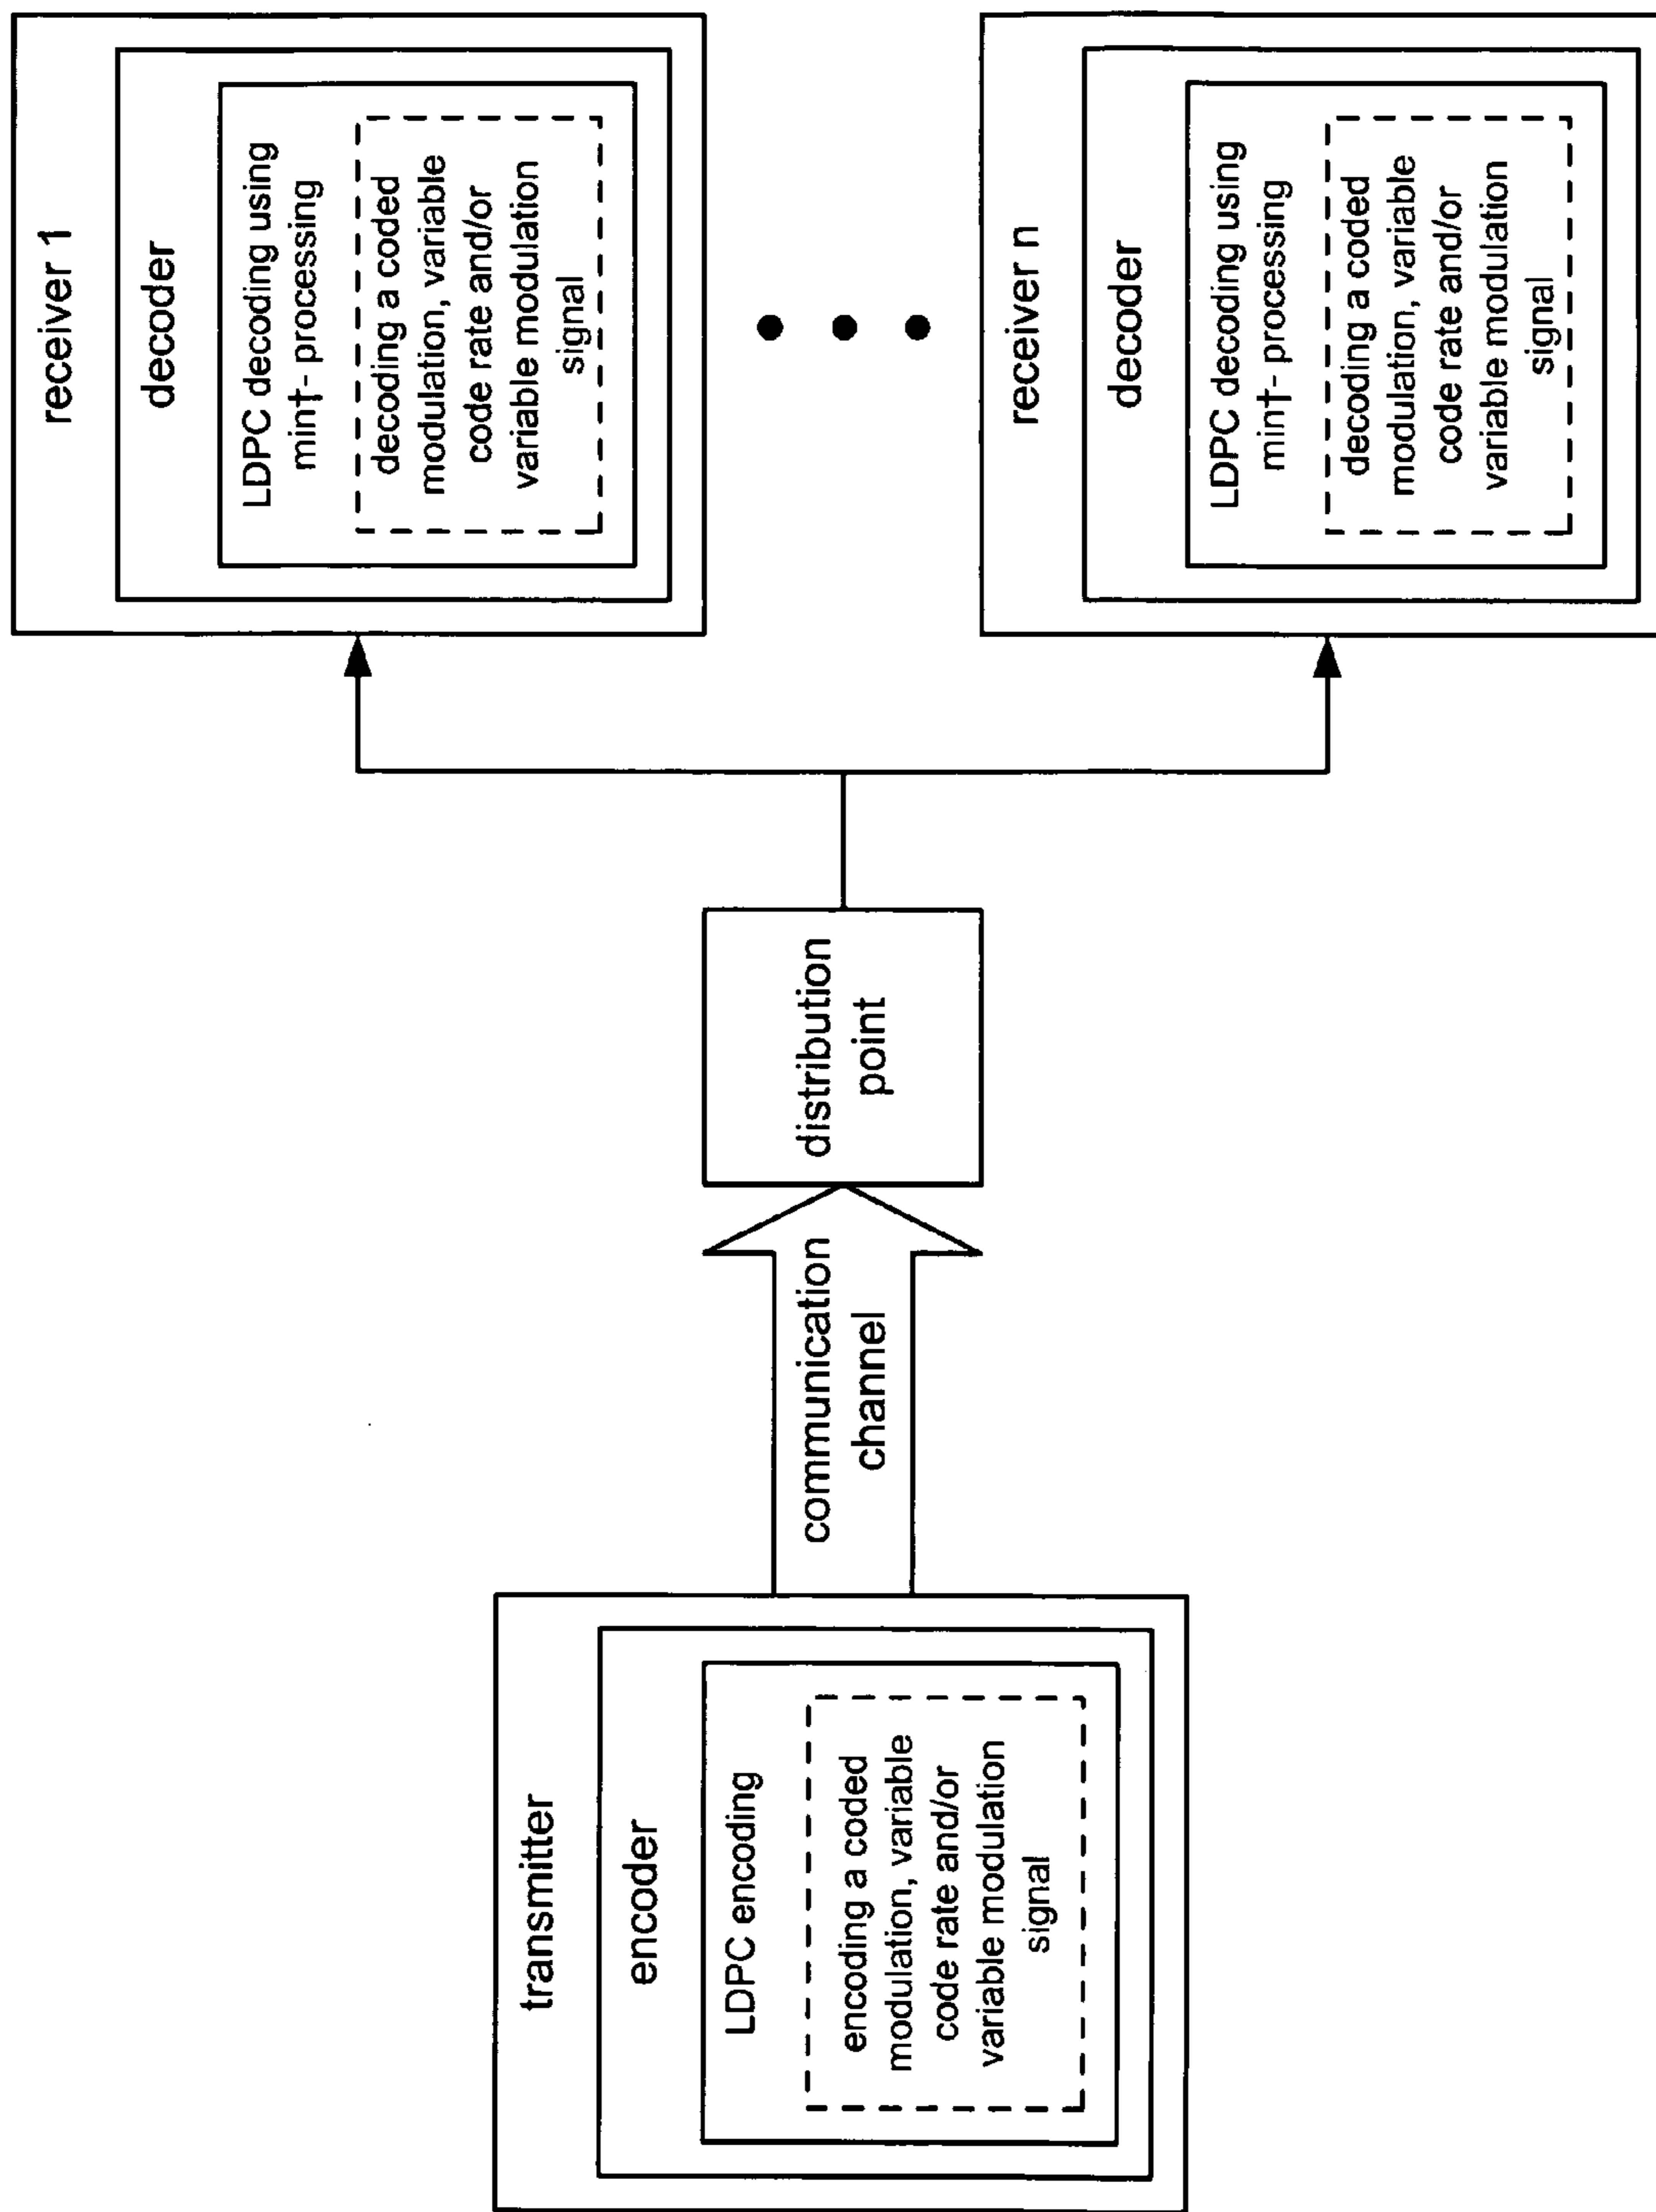 transmitter
encoder
LDPC encoding
encoding a coded
modulation, variable
code rate and/or
variable modulation
signal
communication
channel
distribution
point
receiver 1
decoder
LDPC decoding using
min†- processing
decoding a coded
modulation, variable
code rate and/or
variable modulation
signal
receiver n
decoder
LDPC decoding using
min†- processing
decoding a coded
modulation, variable
code rate and/or
variable modulation
signal